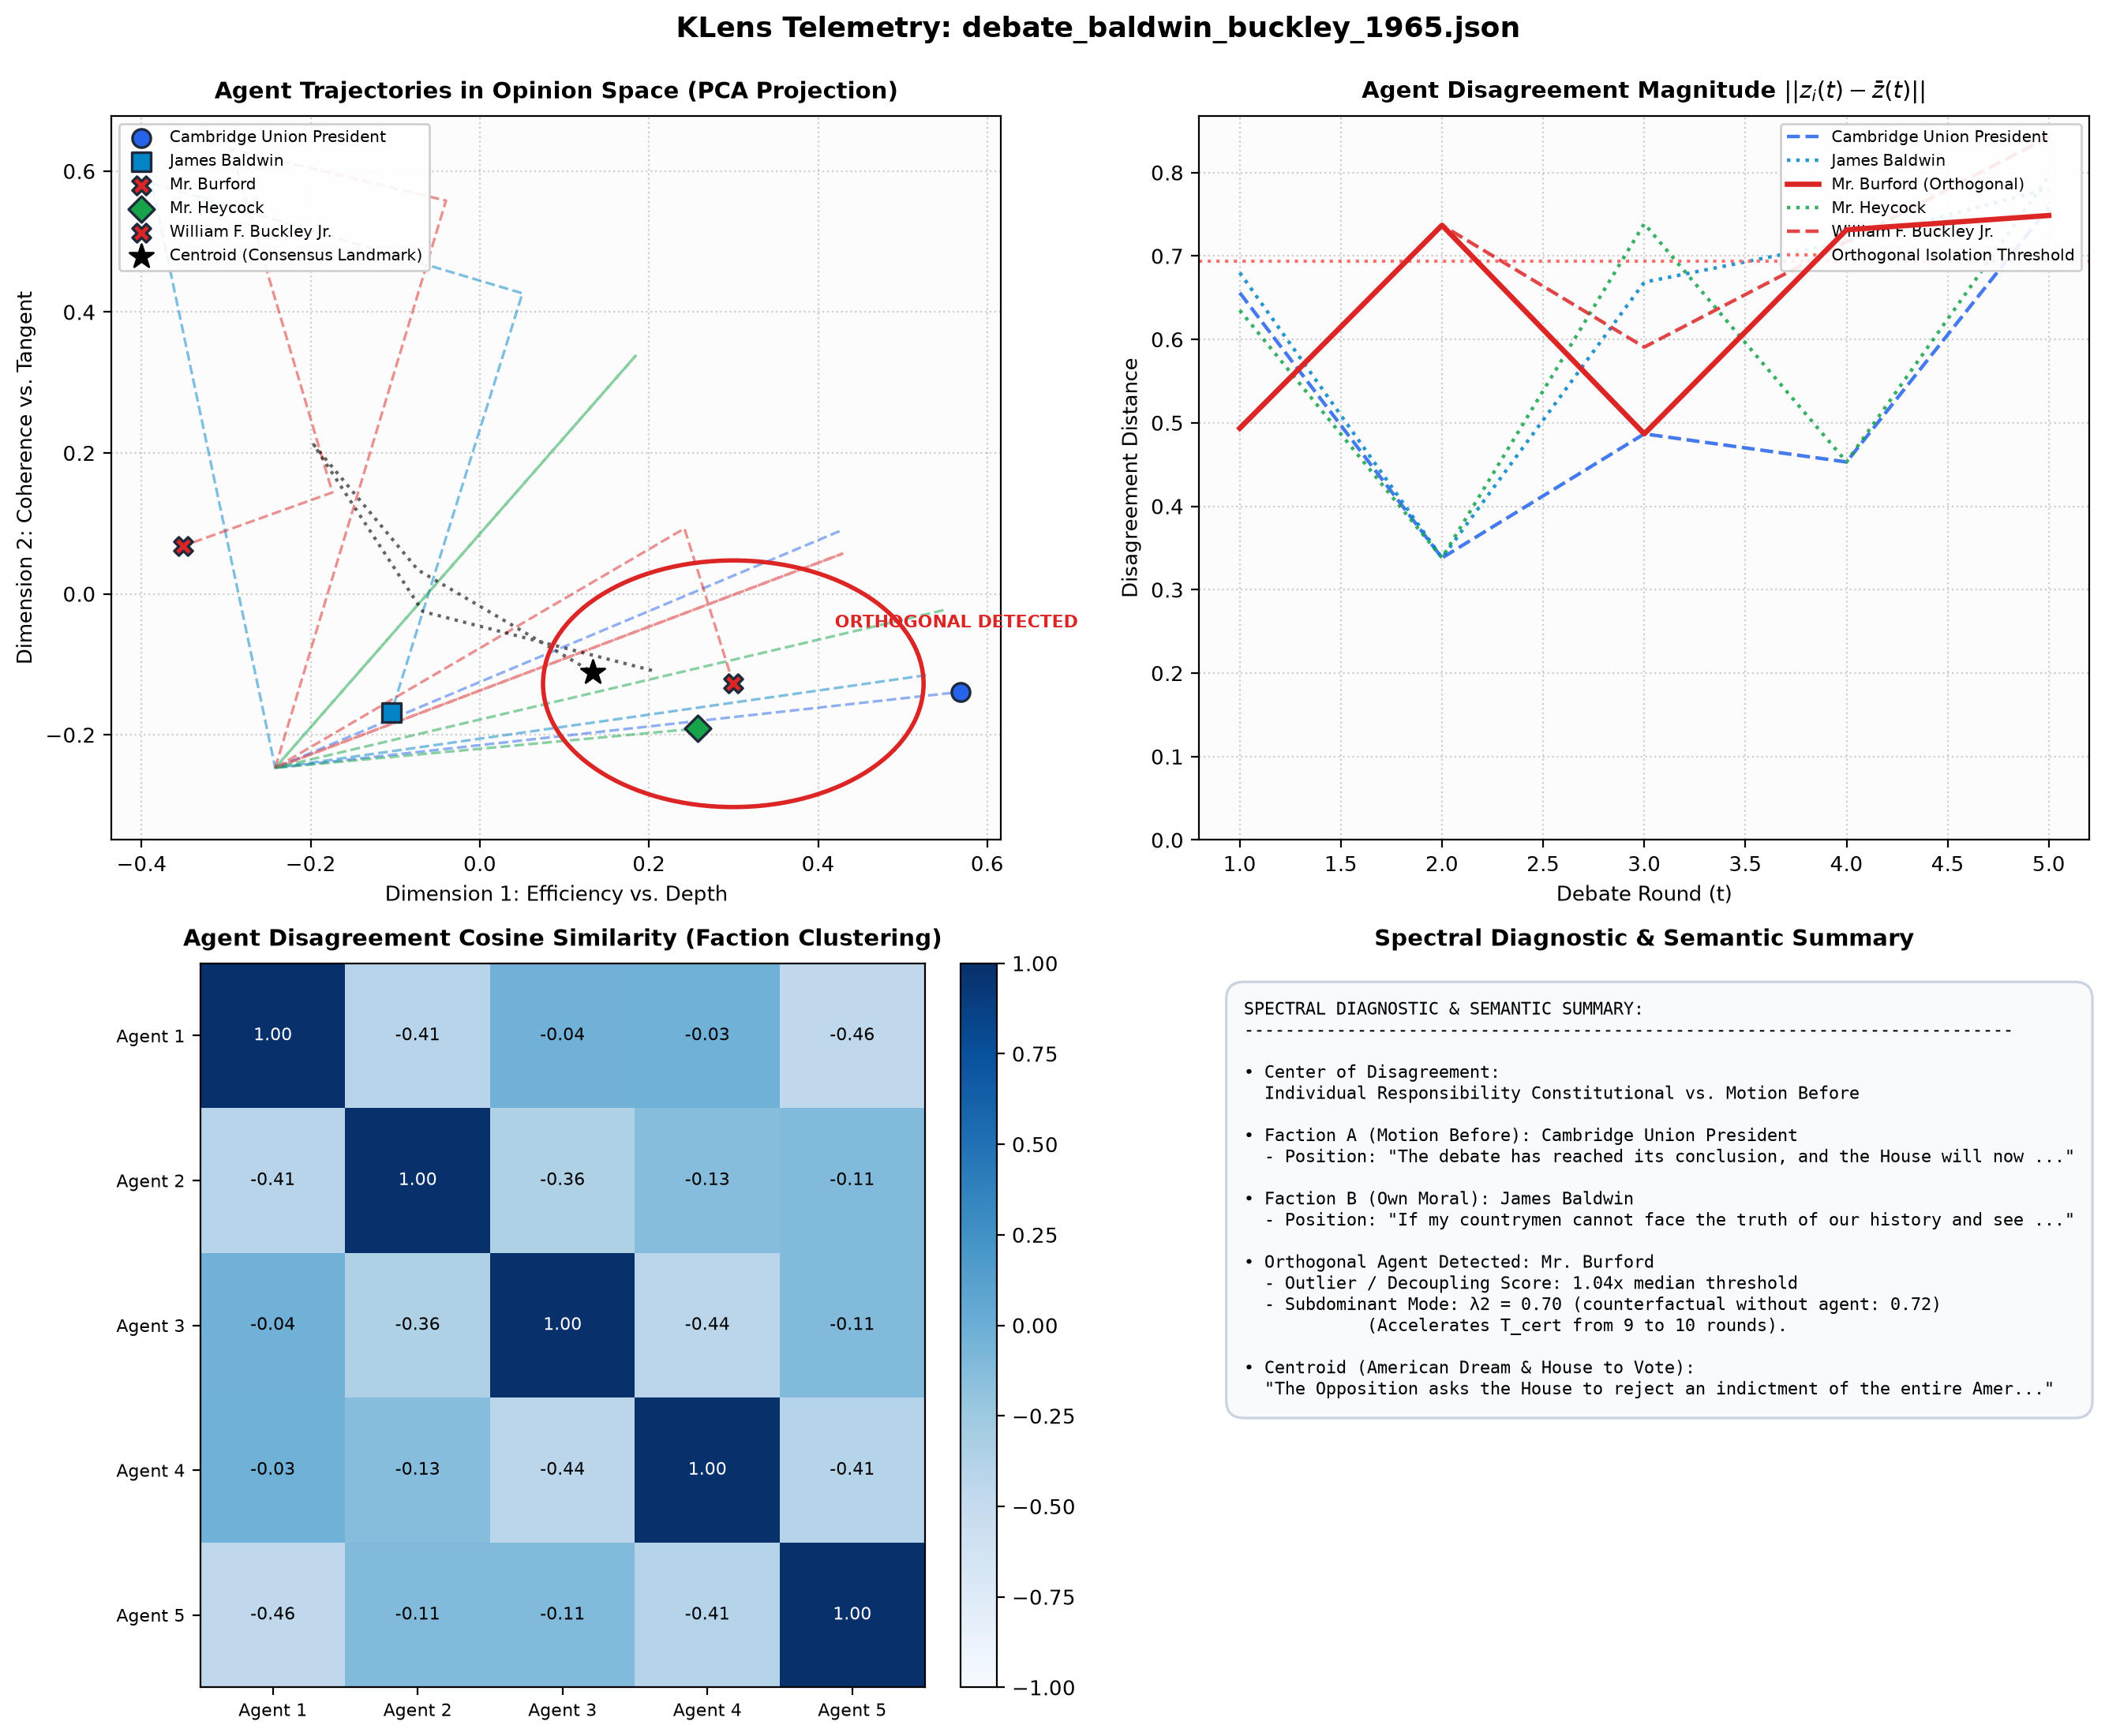 KLens Telemetry: debate_baldwin_buckley_1965.json
Agent Trajectories in Opinion Space (PCA Projection)
Cambridge Union President
James Baldwin
Mr. Burford
Mr. Heycock
William F. Buckley Jr.
Centroid (Consensus Landmark)
ORTHOGONAL DETECTED
Dimension 2: Coherence vs. Tangent
0.6
0.4
0.2
0.0
−0.2
−0.4
−0.2
0.0
0.2
0.4
0.6
Dimension 1: Efficiency vs. Depth
Agent Disagreement Magnitude ||z_i(t) − z̄(t)||
Cambridge Union President
James Baldwin
Mr. Burford (Orthogonal)
Mr. Heycock
William F. Buckley Jr.
Orthogonal Isolation Threshold
Disagreement Distance
0.8
0.7
0.6
0.5
0.4
0.3
0.2
0.1
0.0
1.0
1.5
2.0
2.5
3.0
3.5
4.0
4.5
5.0
Debate Round (t)
Agent Disagreement Cosine Similarity (Faction Clustering)
Agent 1 1.00 -0.41 -0.04 -0.03 -0.46
Agent 2 -0.41 1.00 -0.36 -0.13 -0.11
Agent 3 -0.04 -0.36 1.00 -0.44 -0.11
Agent 4 -0.03 -0.13 -0.44 1.00 -0.41
Agent 5 -0.46 -0.11 -0.11 -0.41 1.00
Agent 1 Agent 2 Agent 3 Agent 4 Agent 5
1.00
0.75
0.50
0.25
0.00
−0.25
−0.50
−0.75
−1.00
Spectral Diagnostic & Semantic Summary
SPECTRAL DIAGNOSTIC & SEMANTIC SUMMARY:
---------------------------------------------------------------------------
• Center of Disagreement:
Individual Responsibility Constitutional vs. Motion Before
• Faction A (Motion Before): Cambridge Union President
- Position: "The debate has reached its conclusion, and the House will now ..."
• Faction B (Own Moral): James Baldwin
- Position: "If my countrymen cannot face the truth of our history and see ..."
• Orthogonal Agent Detected: Mr. Burford
- Outlier / Decoupling Score: 1.04x median threshold
- Subdominant Mode: λ2 = 0.70 (counterfactual without agent: 0.72)
(Accelerates T_cert from 9 to 10 rounds).
• Centroid (American Dream & House to Vote):
"The Opposition asks the House to reject an indictment of the entire Amer..."